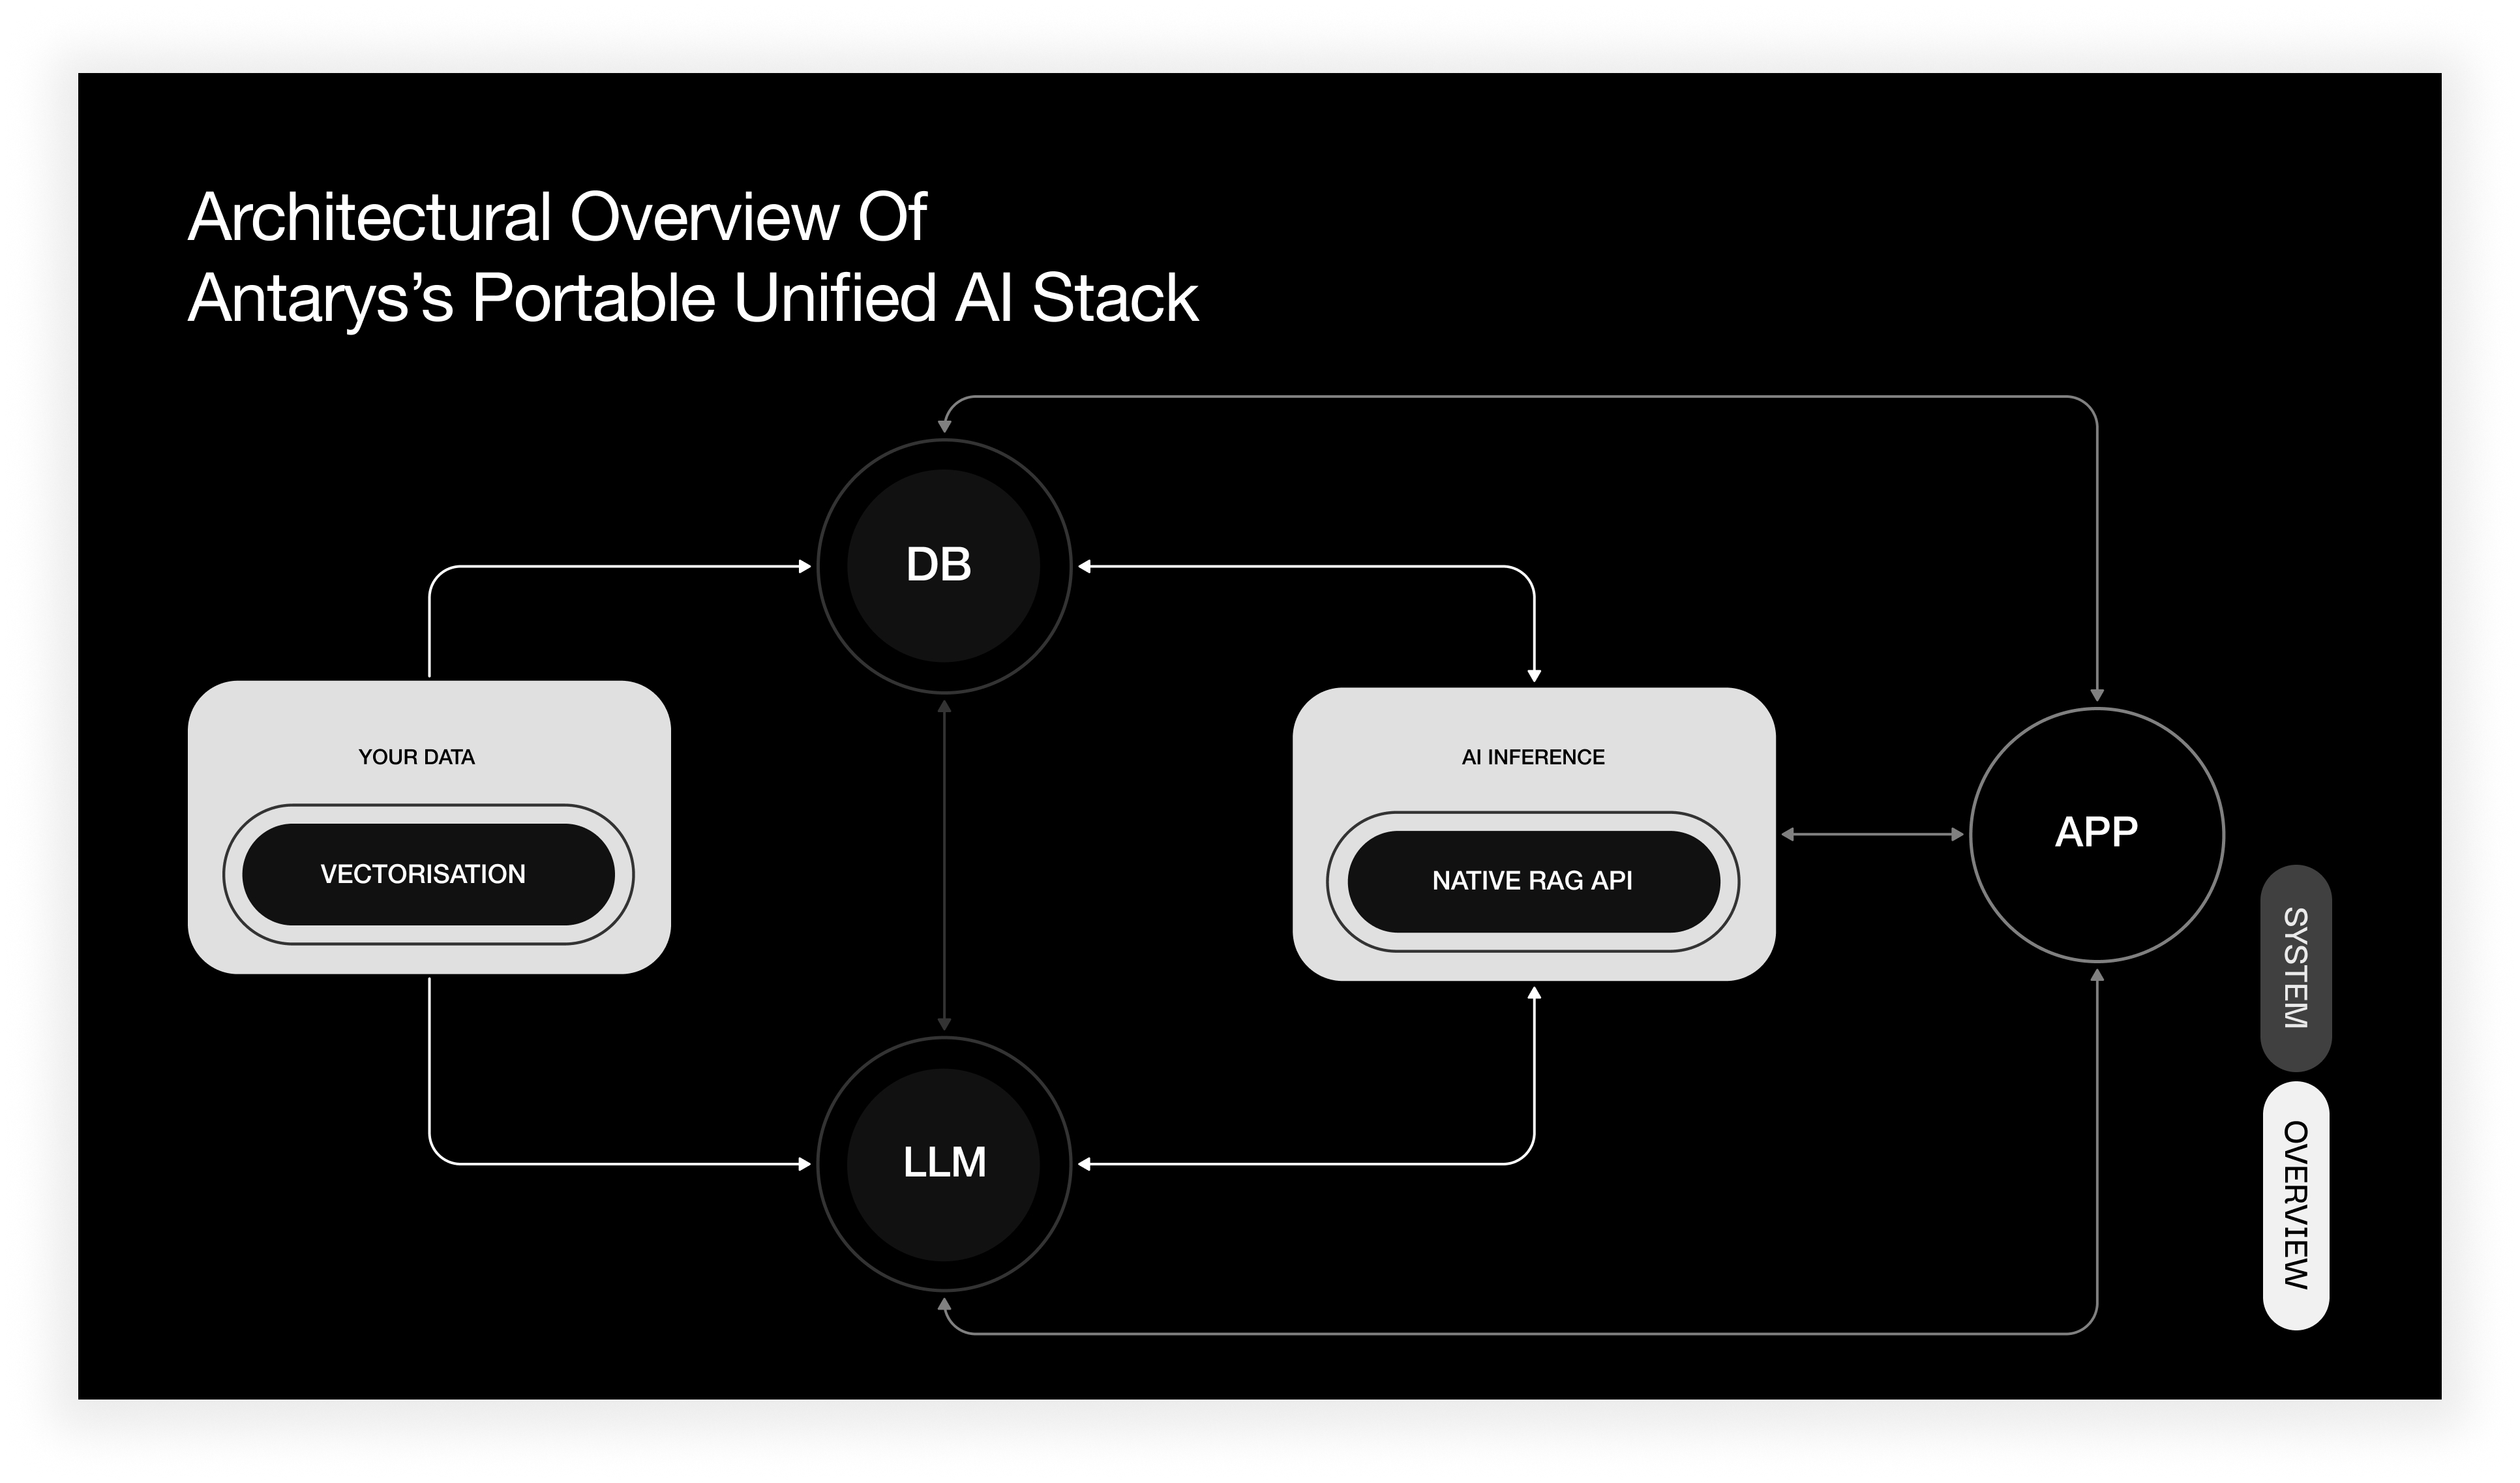 Architectural Overview Of
Antarys’s Portable Unified AI Stack
DB
YOUR DATA
VECTORISATION
AI INFERENCE
NATIVE RAG API
APP
LLM
SYSTEM
OVERVIEW